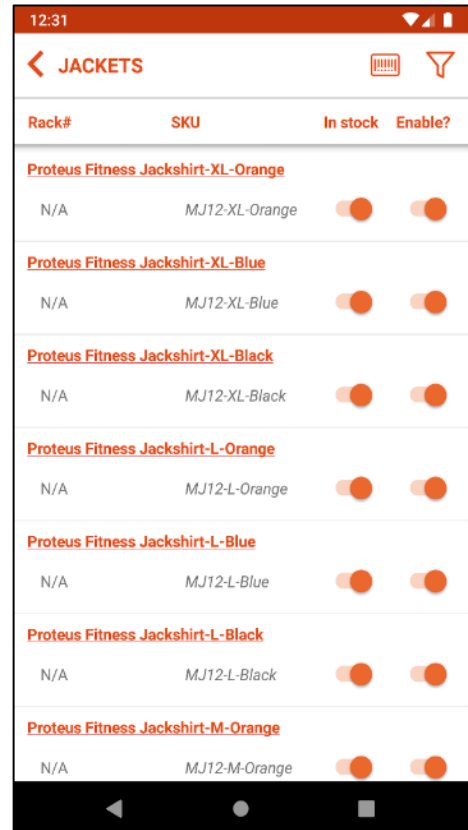 12:31
JACKETS
Rack# SKU In stock Enable?
Proteus Fitness Jackshirt-XL-Orange
N/A MJ12-XL-Orange
Proteus Fitness Jackshirt-XL-Blue
N/A MJ12-XL-Blue
Proteus Fitness Jackshirt-XL-Black
N/A MJ12-XL-Black
Proteus Fitness Jackshirt-L-Orange
N/A MJ12-L-Orange
Proteus Fitness Jackshirt-L-Blue
N/A MJ12-L-Blue
Proteus Fitness Jackshirt-L-Black
N/A MJ12-L-Black
Proteus Fitness Jackshirt-M-Orange
N/A MJ12-M-Orange